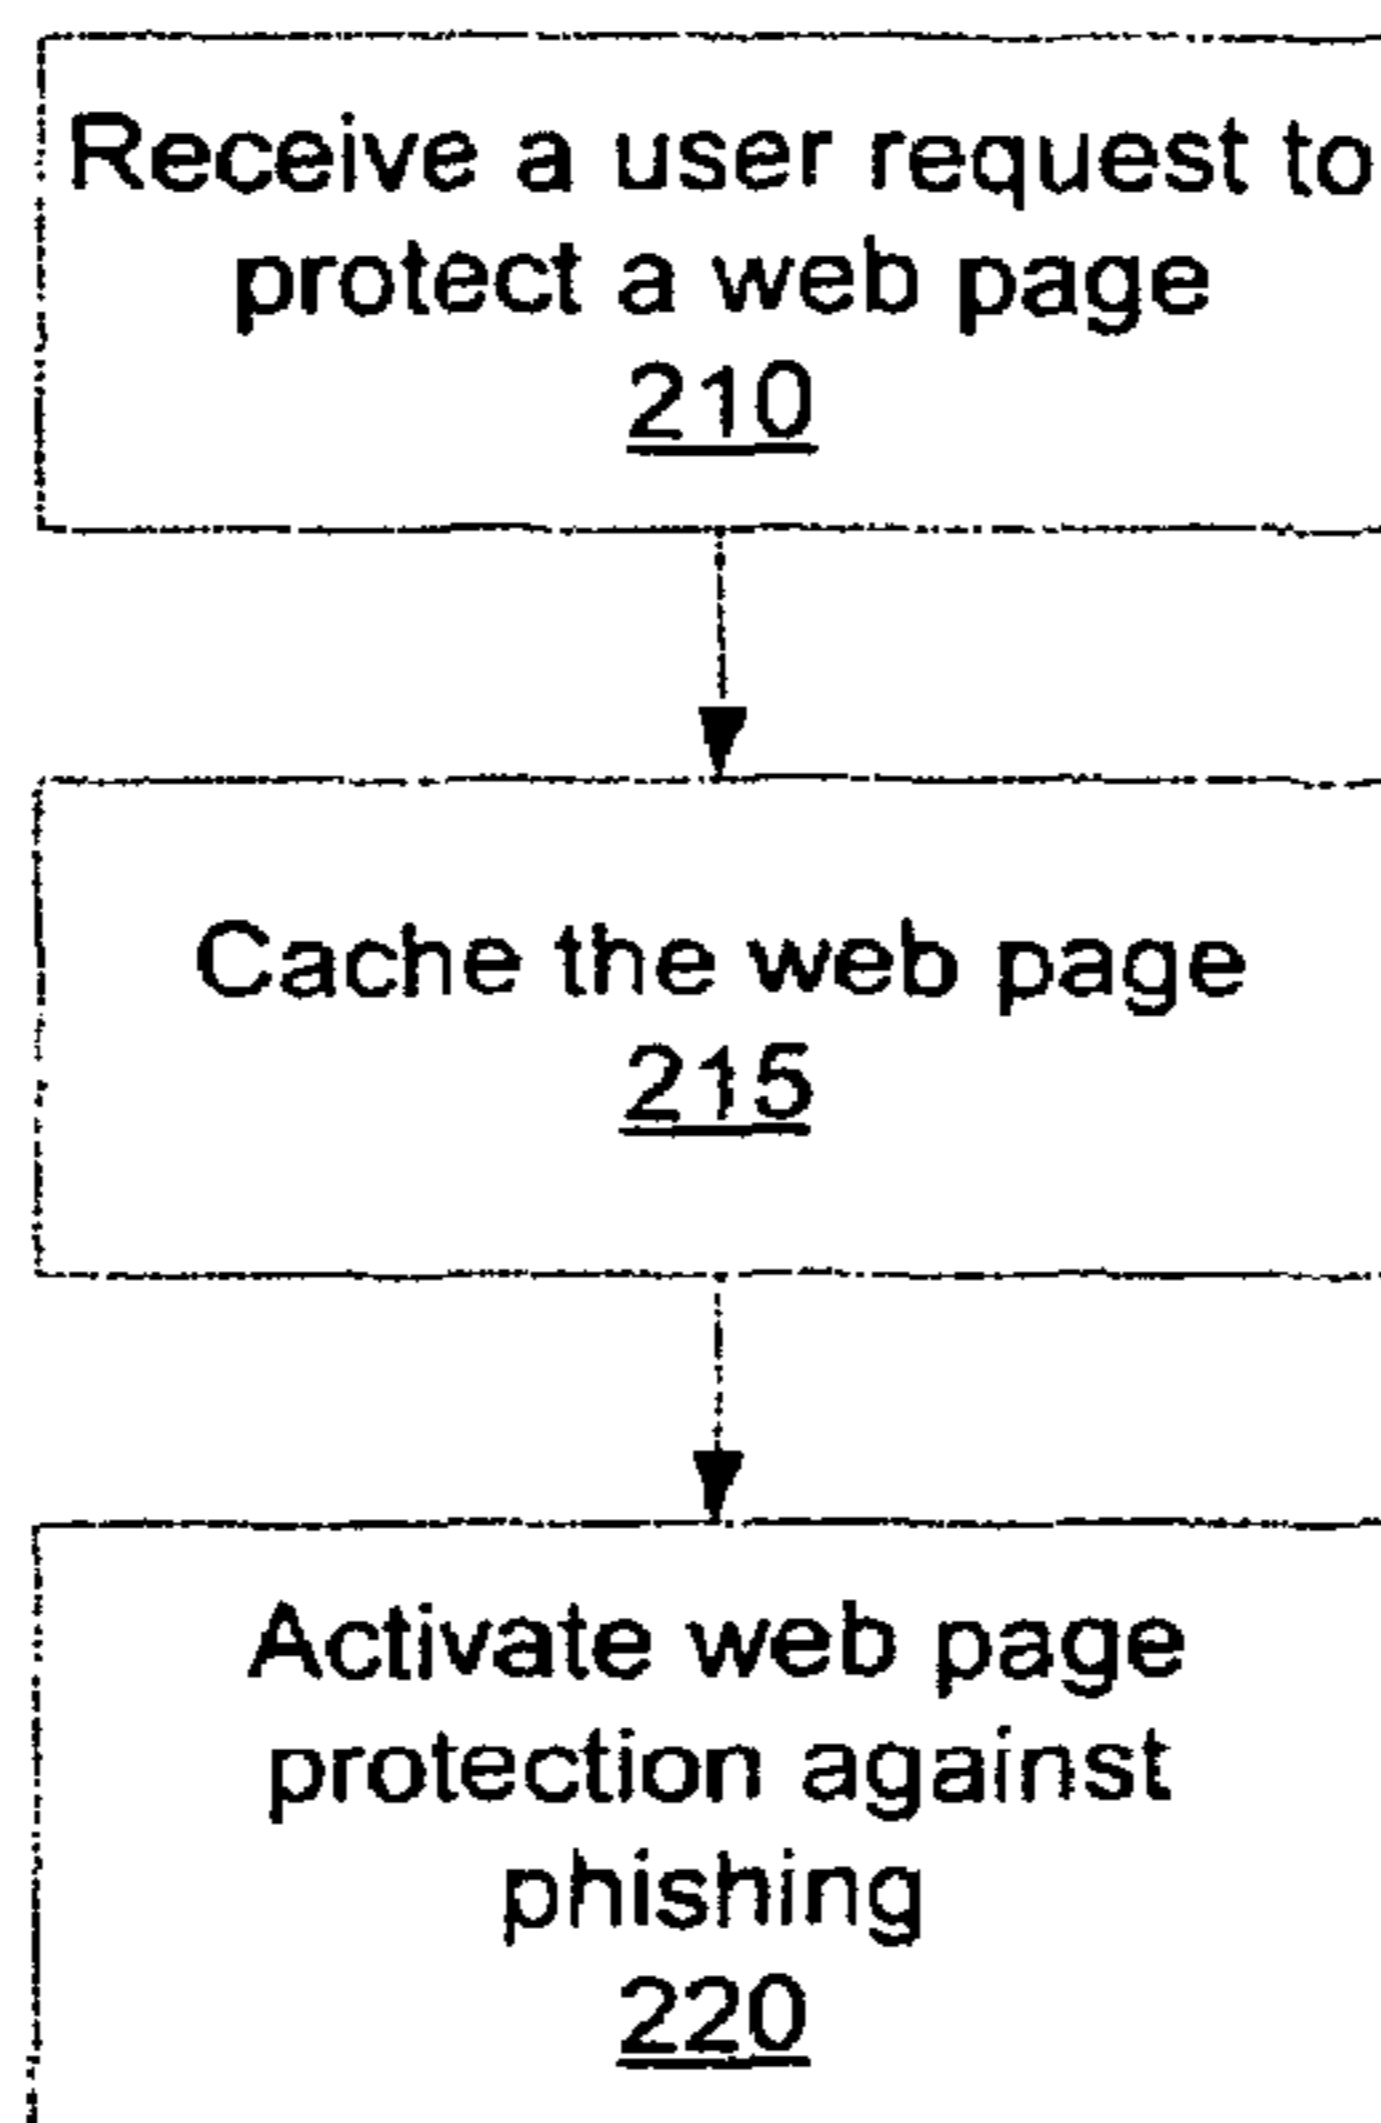 Receive a user request to
protect a web page
210
Cache the web page
215
Activate web page
protection against
phishing
220